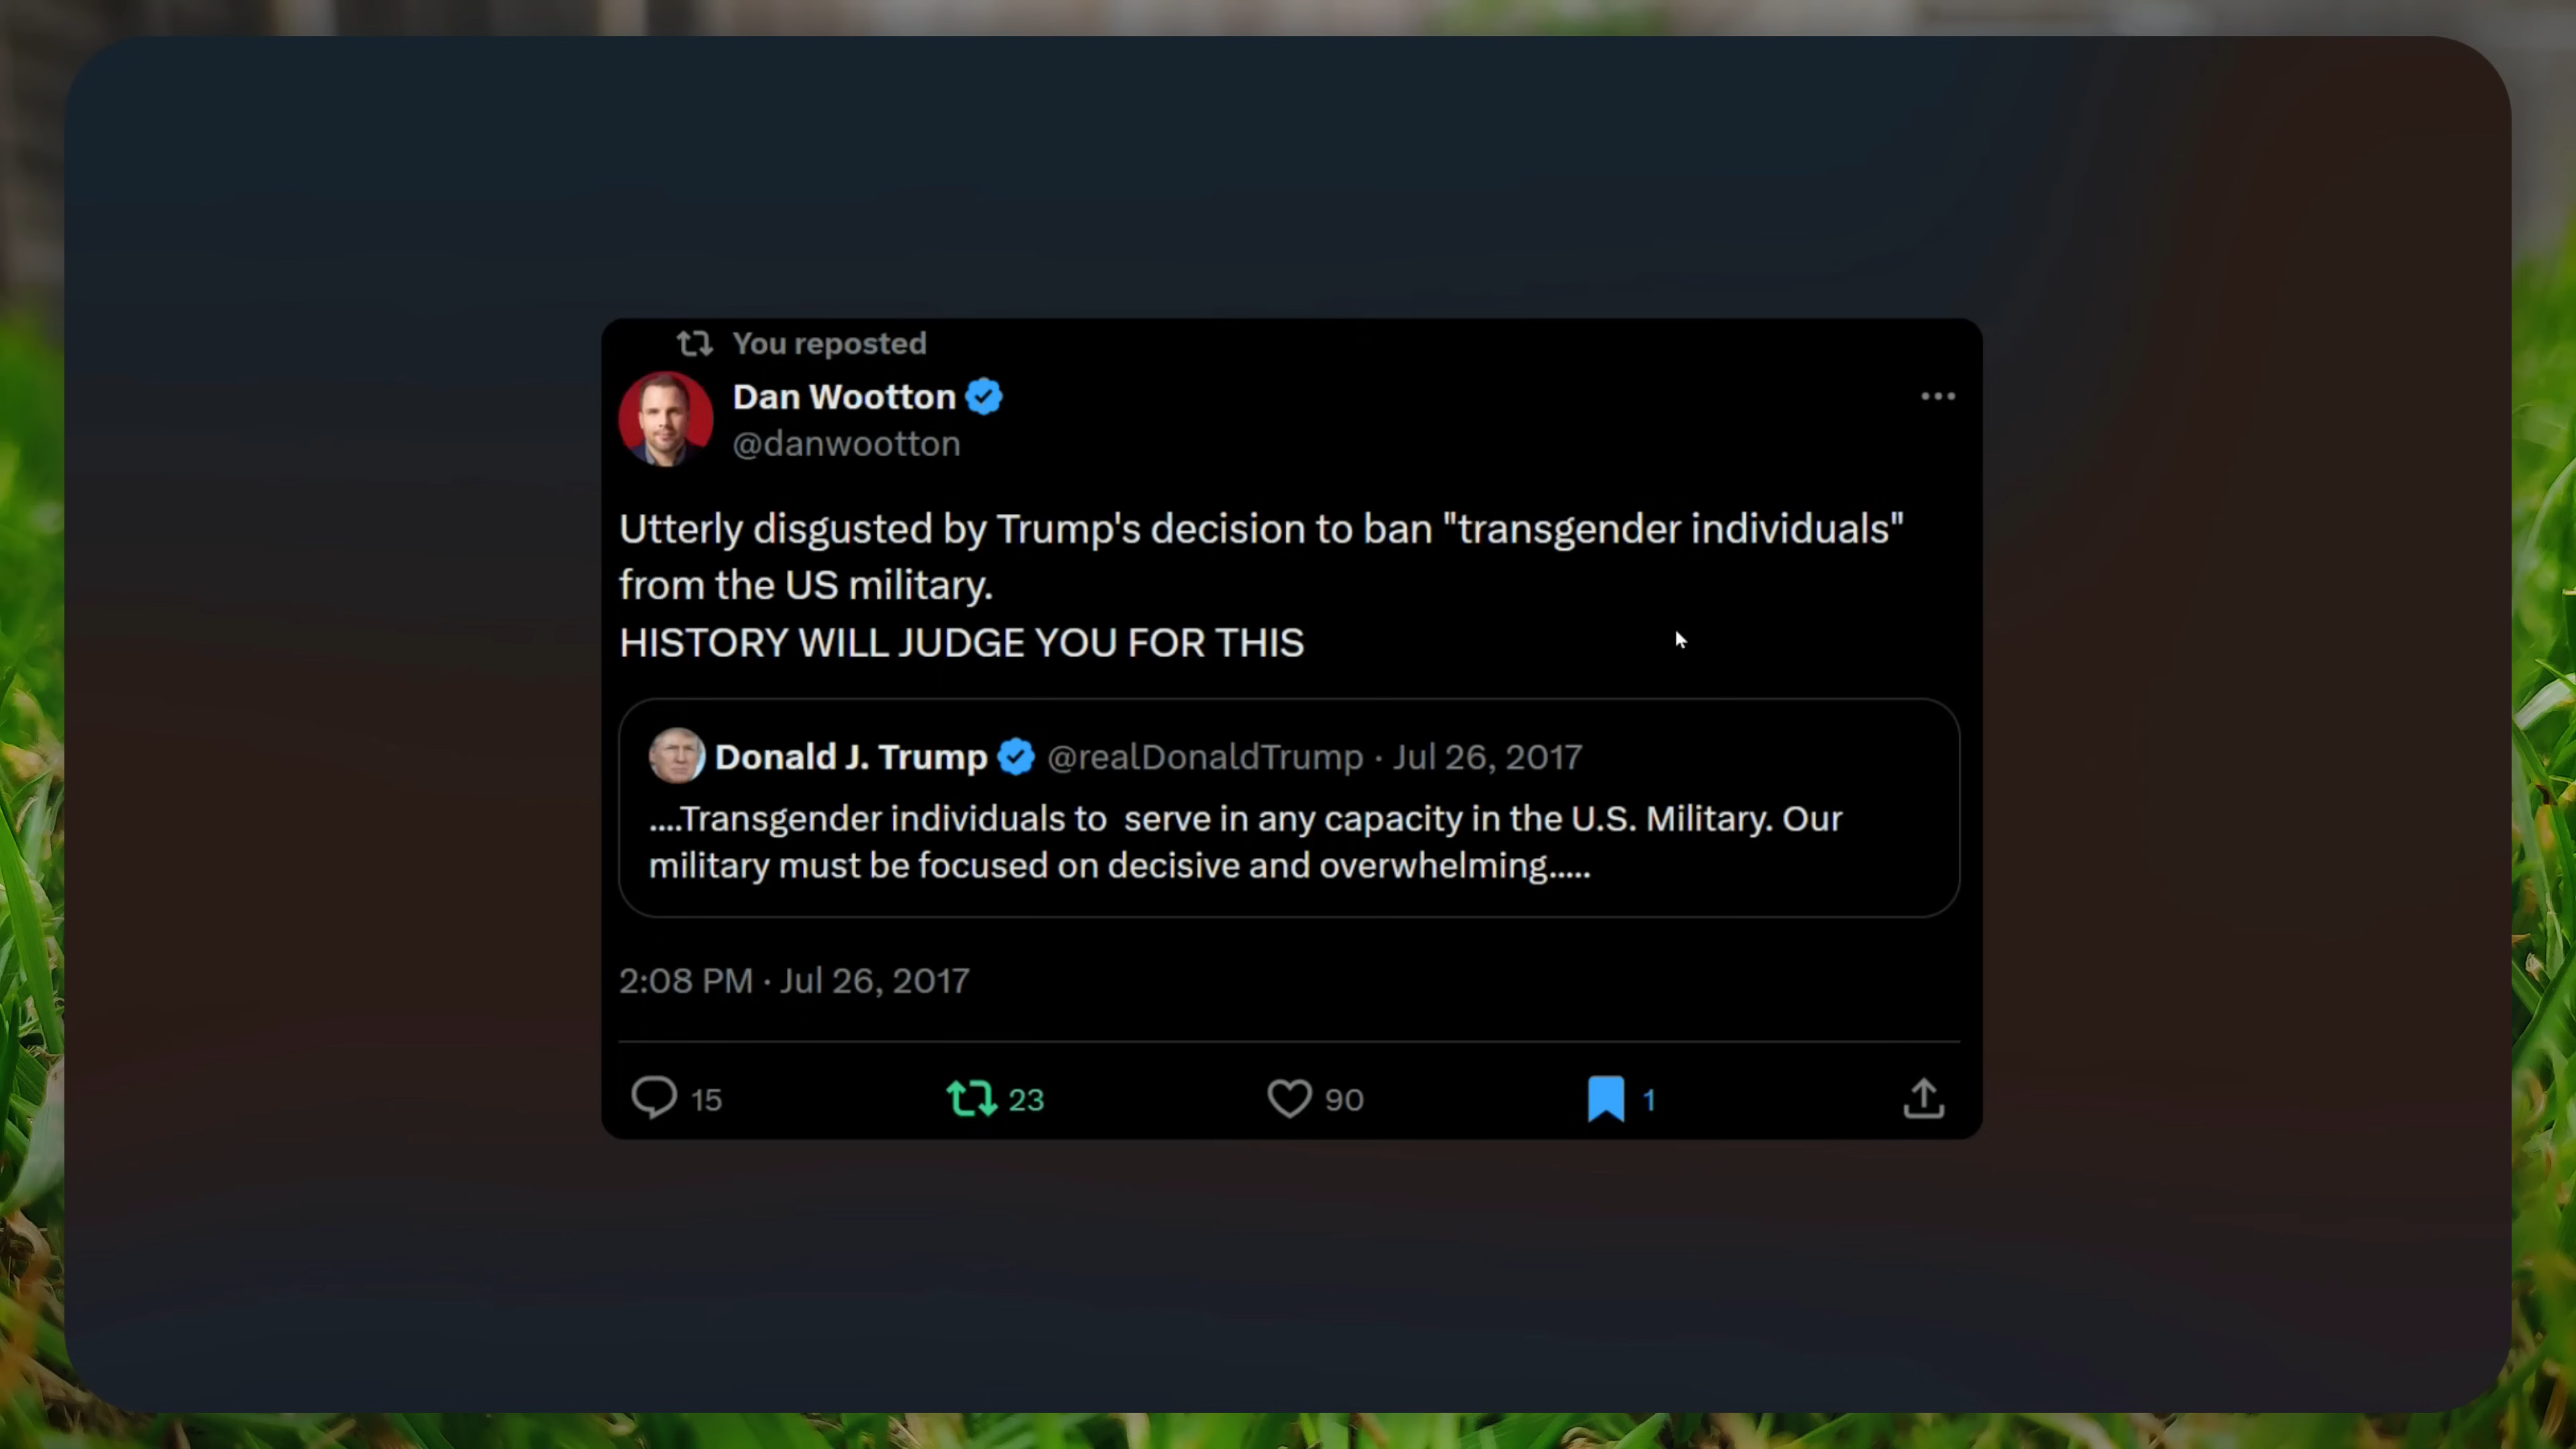 You reposted
Dan Wootton
@danwootton
Utterly disgusted by Trump's decision to ban "transgender individuals"
from the US military.
HISTORY WILL JUDGE YOU FOR THIS
Donald J. Trump @realDonaldTrump · Jul 26, 2017
....Transgender individuals to  serve in any capacity in the U.S. Military. Our
military must be focused on decisive and overwhelming.....
2:08 PM · Jul 26, 2017
15 23 90 1